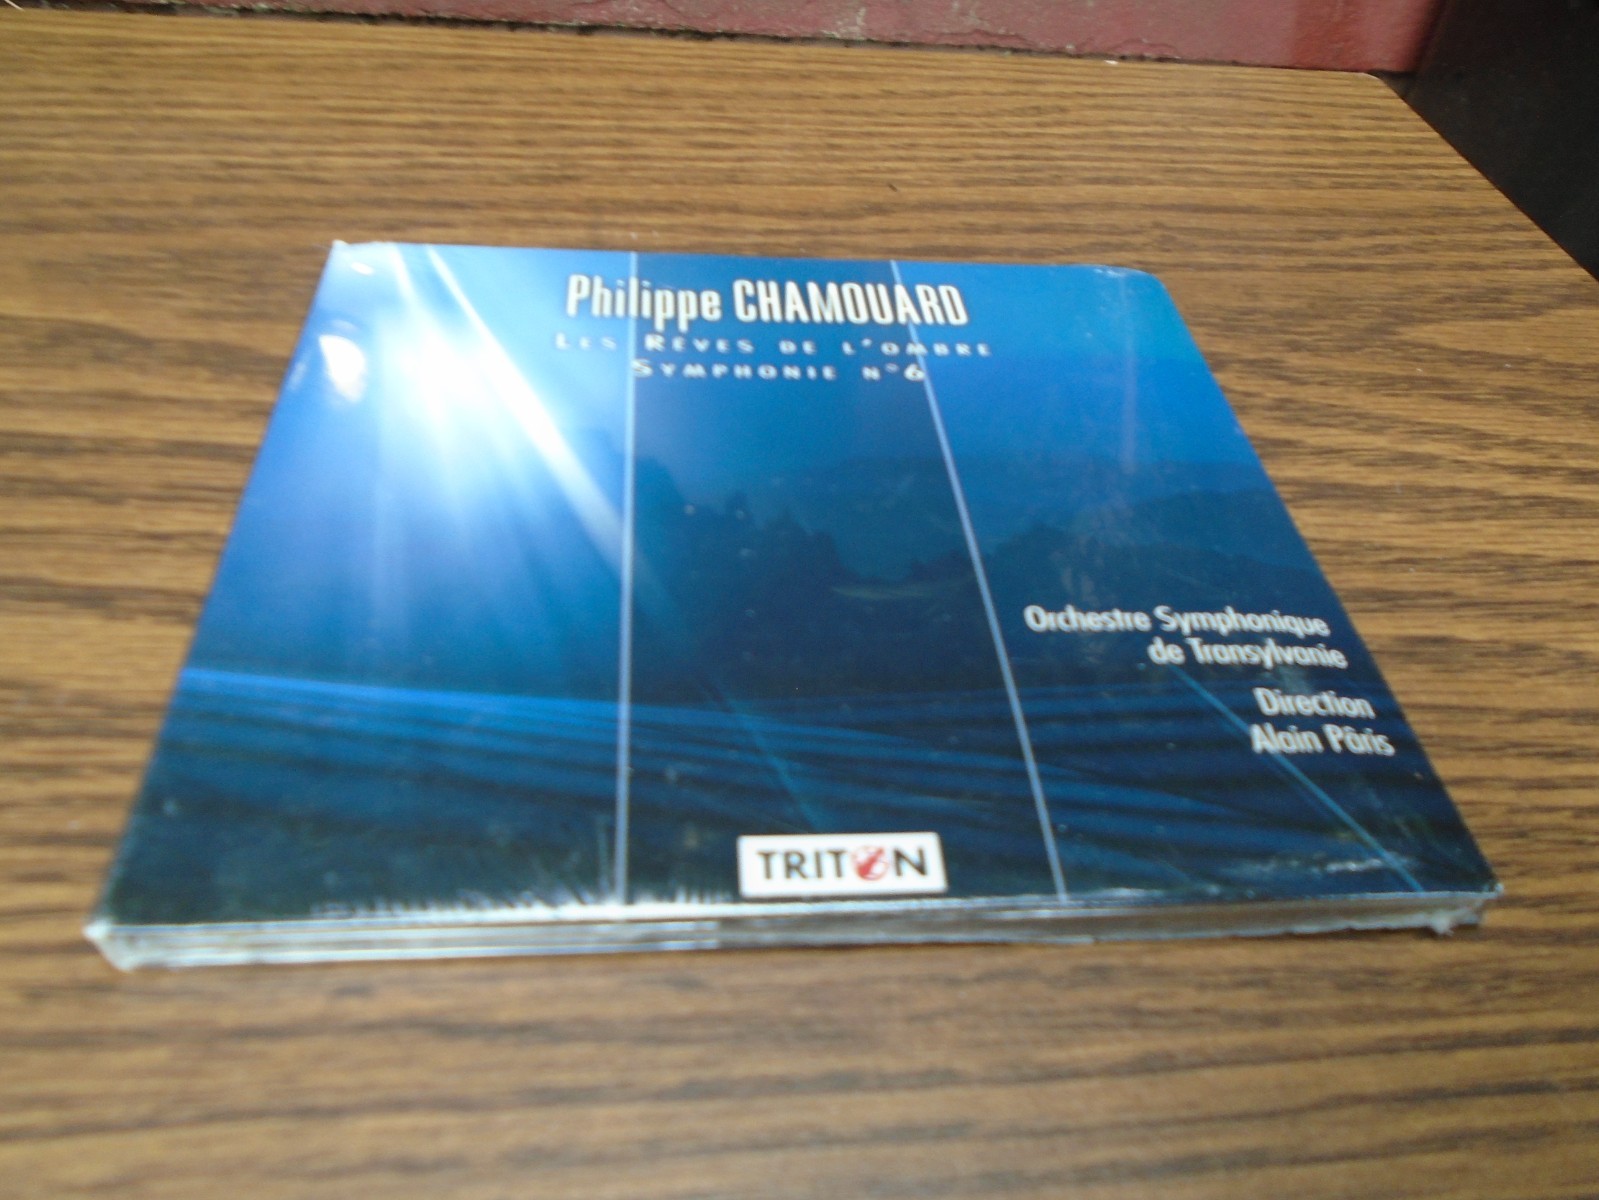 Philippe CHAMOUARD
LES RÊVES DE L'OMBRE
SYMPHONIE N°6
Orchestre Symphonique
de Transylvanie
Direction
Alain Pâris
TRITON